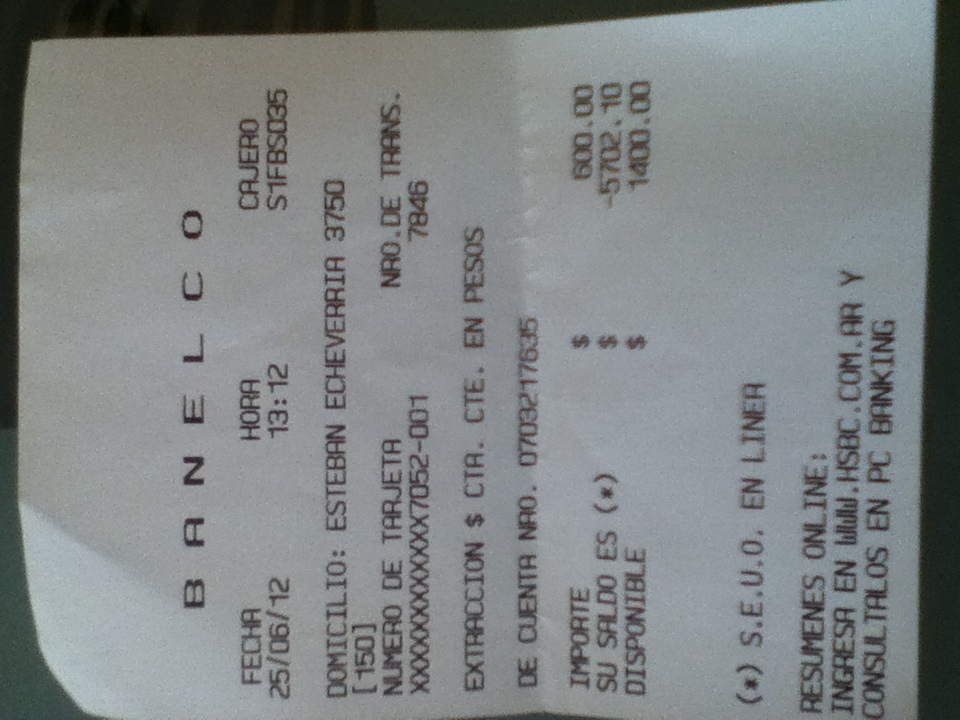 BANELCO
FECHA HORA CAJERO
25/06/12 13:12 S1FBS035
DOMICILIO: ESTEBAN ECHEVERRIA 3750
[150]
NUMERO DE TARJETA NRO.DE TRANS.
XXXXXXXXXXXX7052-001 7846
EXTRACCION $ CTA. CTE. EN PESOS
DE CUENTA NRO. 0703217635
IMPORTE $ 600.00
SU SALDO ES (*) $ -5702.10
DISPONIBLE $ 1400.00
(*) S.E.U.O. EN LINEA
RESUMENES ONLINE:
INGRESA EN WWW.HSBC.COM.AR Y
CONSULTALOS EN PC BANKING